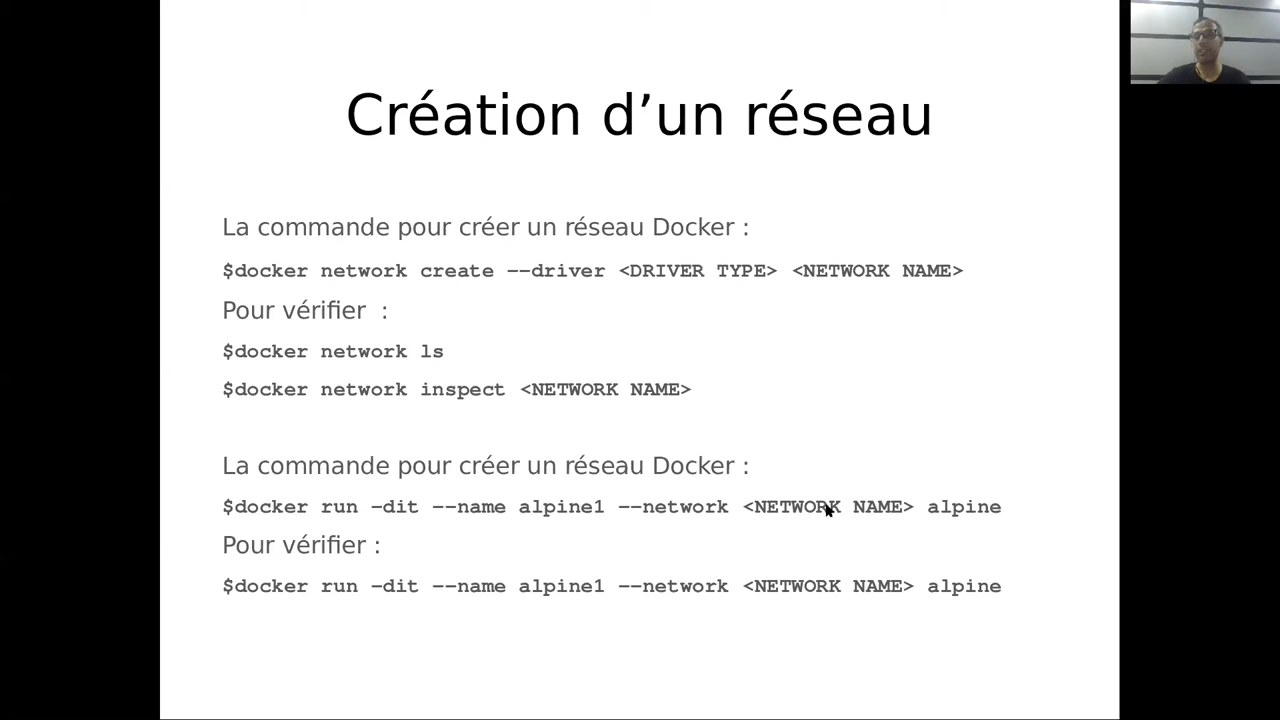 Création d’un réseau
La commande pour créer un réseau Docker :
$docker network create --driver <DRIVER TYPE> <NETWORK NAME>
Pour vérifier :
$docker network ls
$docker network inspect <NETWORK NAME>
La commande pour créer un réseau Docker :
$docker run -dit --name alpine1 --network <NETWORK NAME> alpine
Pour vérifier :
$docker run -dit --name alpine1 --network <NETWORK NAME> alpine